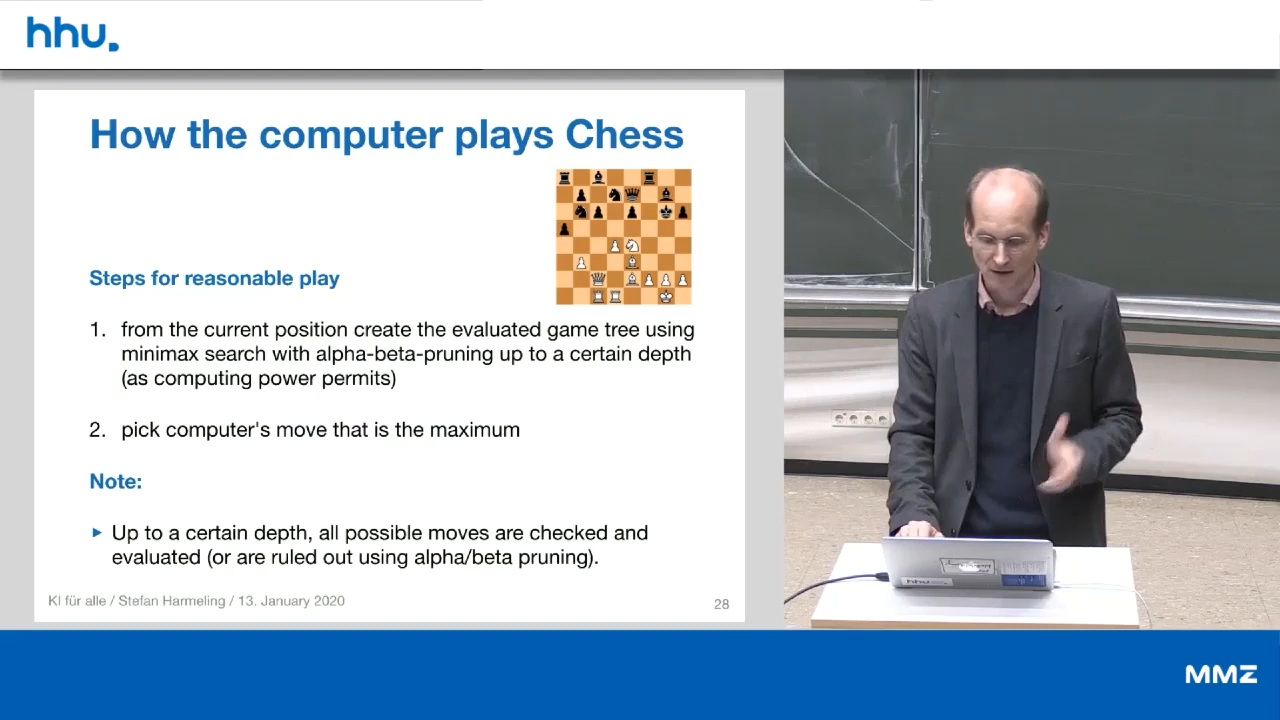 hhu.
How the computer plays Chess
Steps for reasonable play
1. from the current position create the evaluated game tree using
minimax search with alpha-beta-pruning up to a certain depth
(as computing power permits)
2. pick computer's move that is the maximum
Note:
▸ Up to a certain depth, all possible moves are checked and
evaluated (or are ruled out using alpha/beta pruning).
KI für alle / Stefan Harmeling / 13. January 2020
28
hhu
MMZ